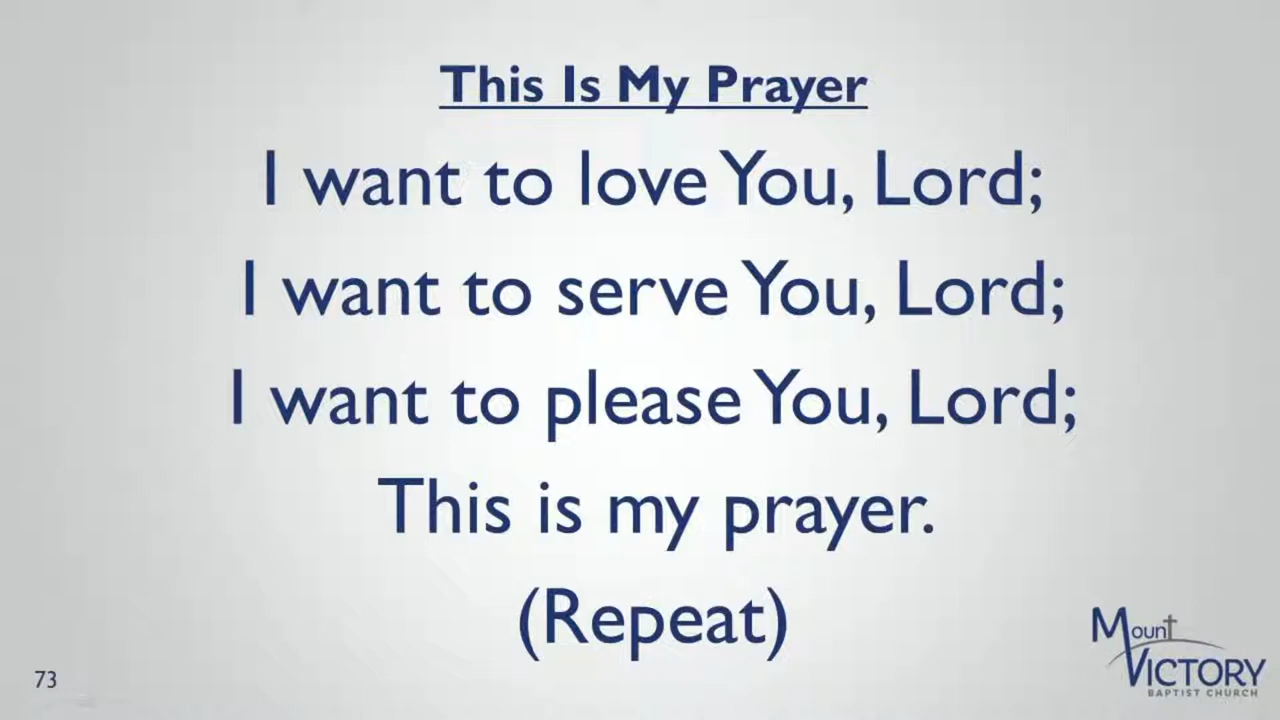 This Is My Prayer
I want to love You, Lord;
I want to serve You, Lord;
I want to please You, Lord;
This is my prayer.
(Repeat)
73
Mount
VICTORY
BAPTIST CHURCH